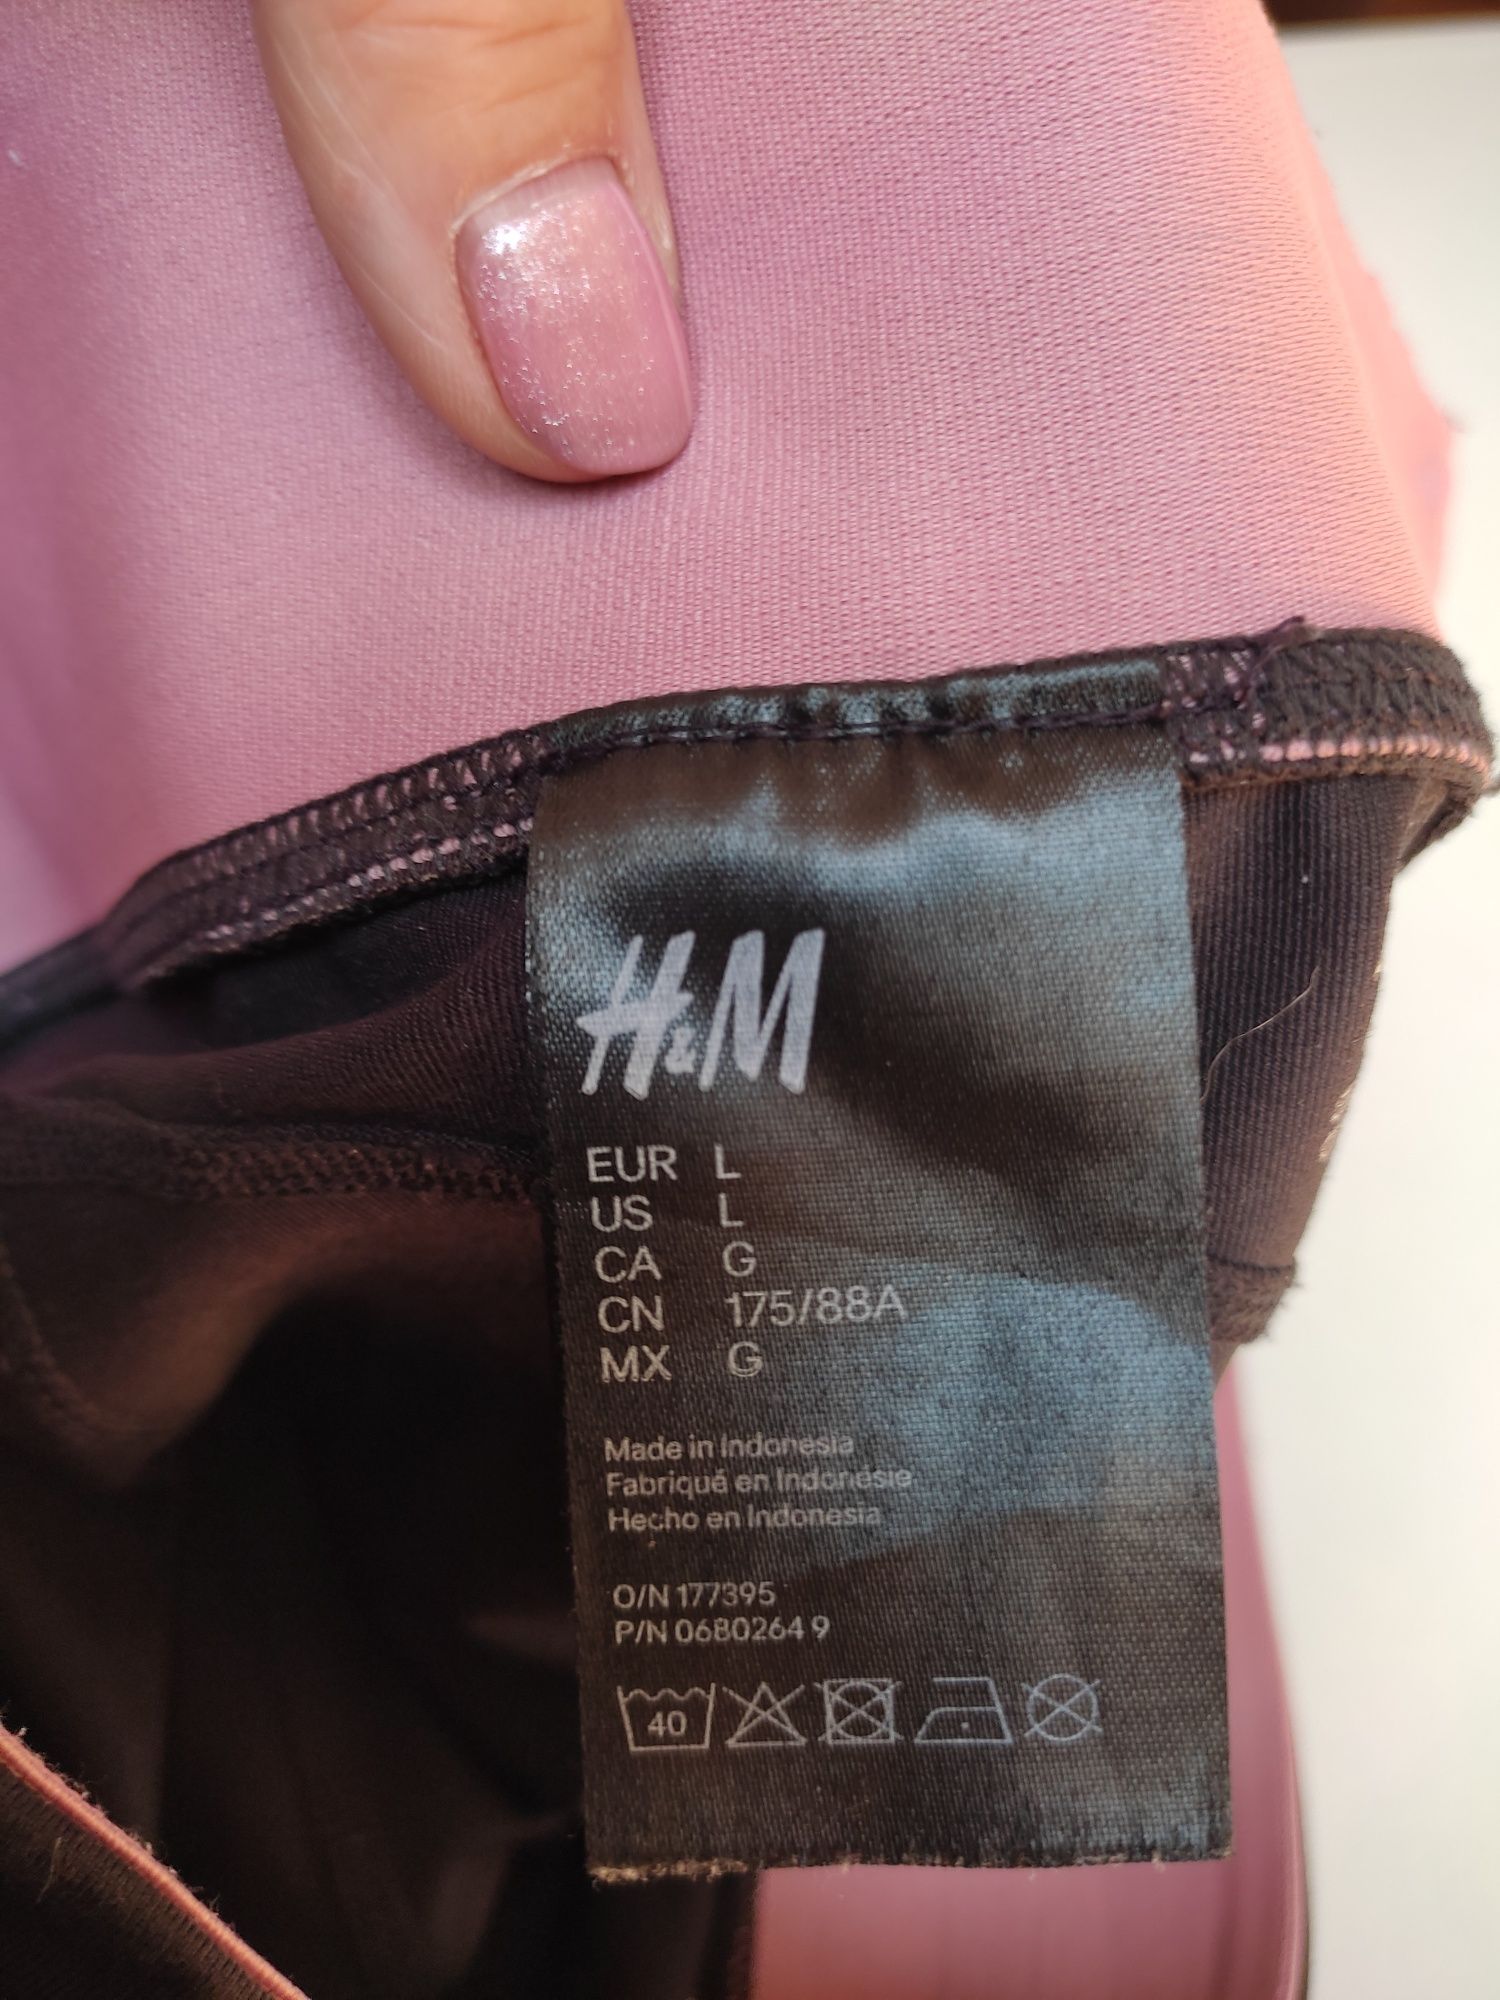 H&M
EUR L
US L
CA G
CN 175/88A
MX G
Made in Indonesia
Fabriqué en Indonésie
Hecho en Indonesia
O/N 177395
P/N 0680264 9
40